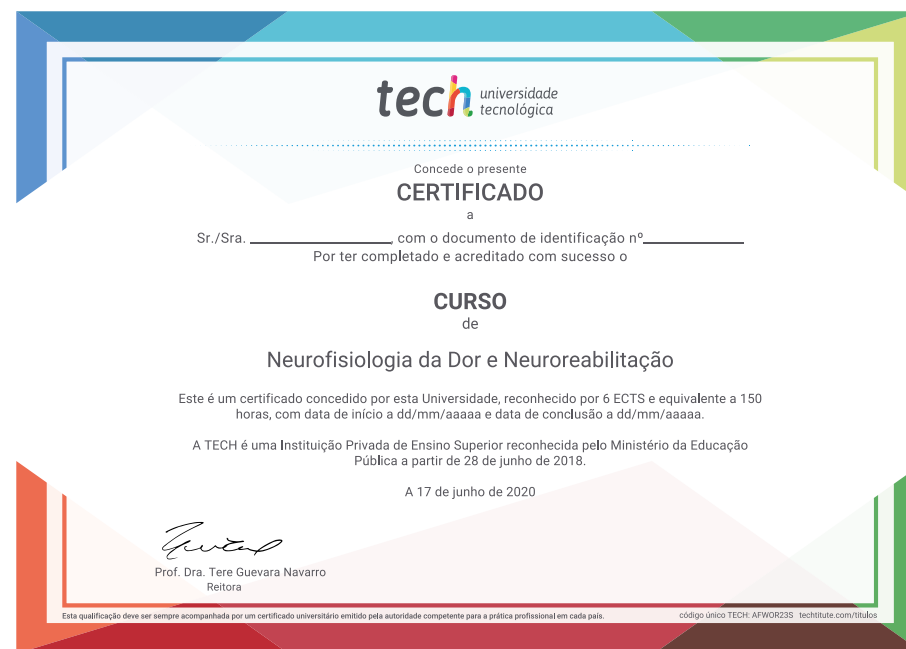 tech universidade
tecnológica
Concede o presente
CERTIFICADO
a
Sr./Sra. ________________, com o documento de identificação nº____________
Por ter completado e acreditado com sucesso o
CURSO
de
Neurofisiologia da Dor e Neuroreabilitação
Este é um certificado concedido por esta Universidade, reconhecido por 6 ECTS e equivalente a 150
horas, com data de início a dd/mm/aaaaa e data de conclusão a dd/mm/aaaaa.
A TECH é uma Instituição Privada de Ensino Superior reconhecida pelo Ministério da Educação
Pública a partir de 28 de junho de 2018.
A 17 de junho de 2020
Prof. Dra. Tere Guevara Navarro
Reitora
Esta qualificação deve ser sempre acompanhada por um certificado universitário emitido pela autoridade competente para a prática profissional em cada país.
código único TECH: AFWOR23S techtitute.com/titulos